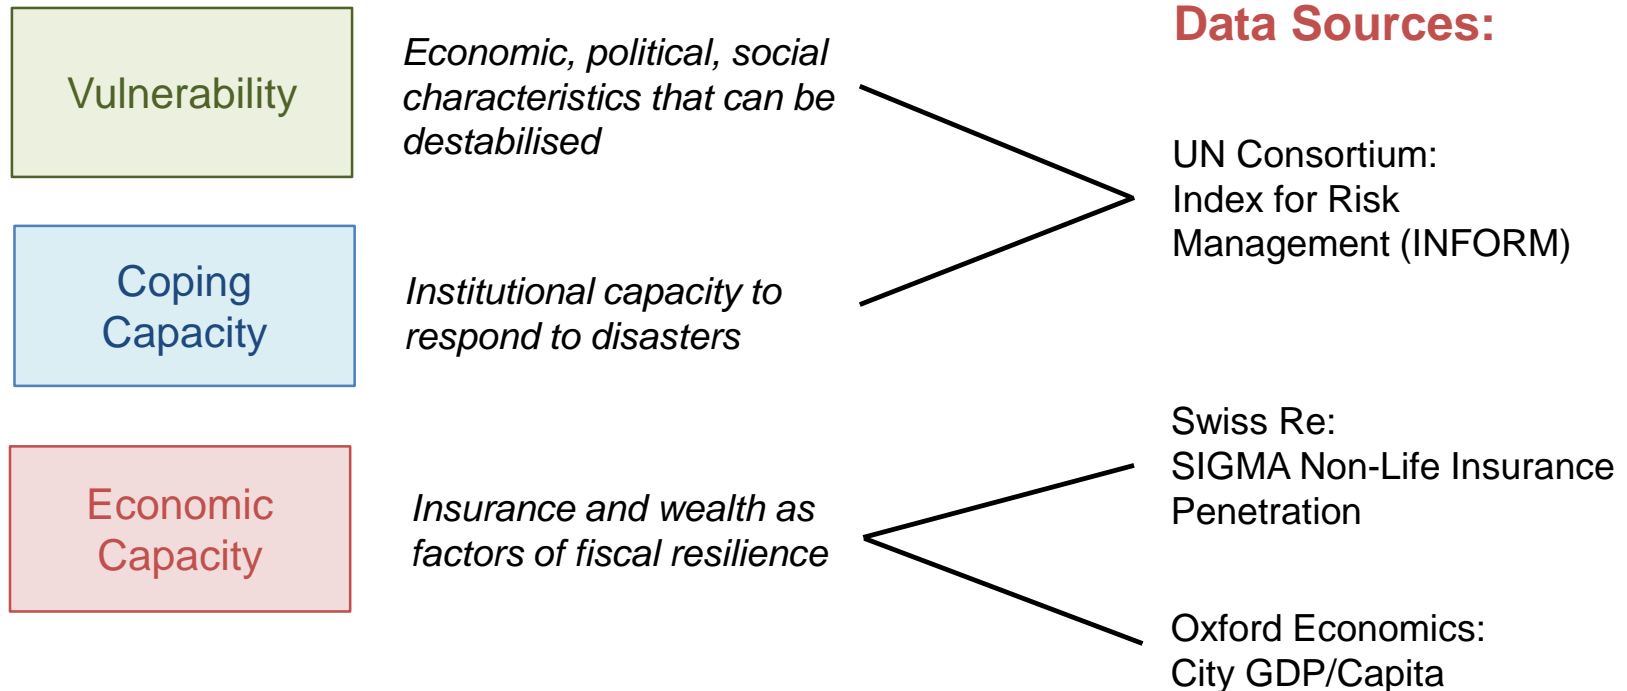 Data Sources:
Vulnerability
Economic, political, social
characteristics that can be
destabilised
UN Consortium:
Index for Risk
Management (INFORM)
Coping
Capacity
Institutional capacity to
respond to disasters
Swiss Re:
SIGMA Non-Life Insurance
Penetration
Economic
Capacity
Insurance and wealth as
factors of fiscal resilience
Oxford Economics:
City GDP/Capita